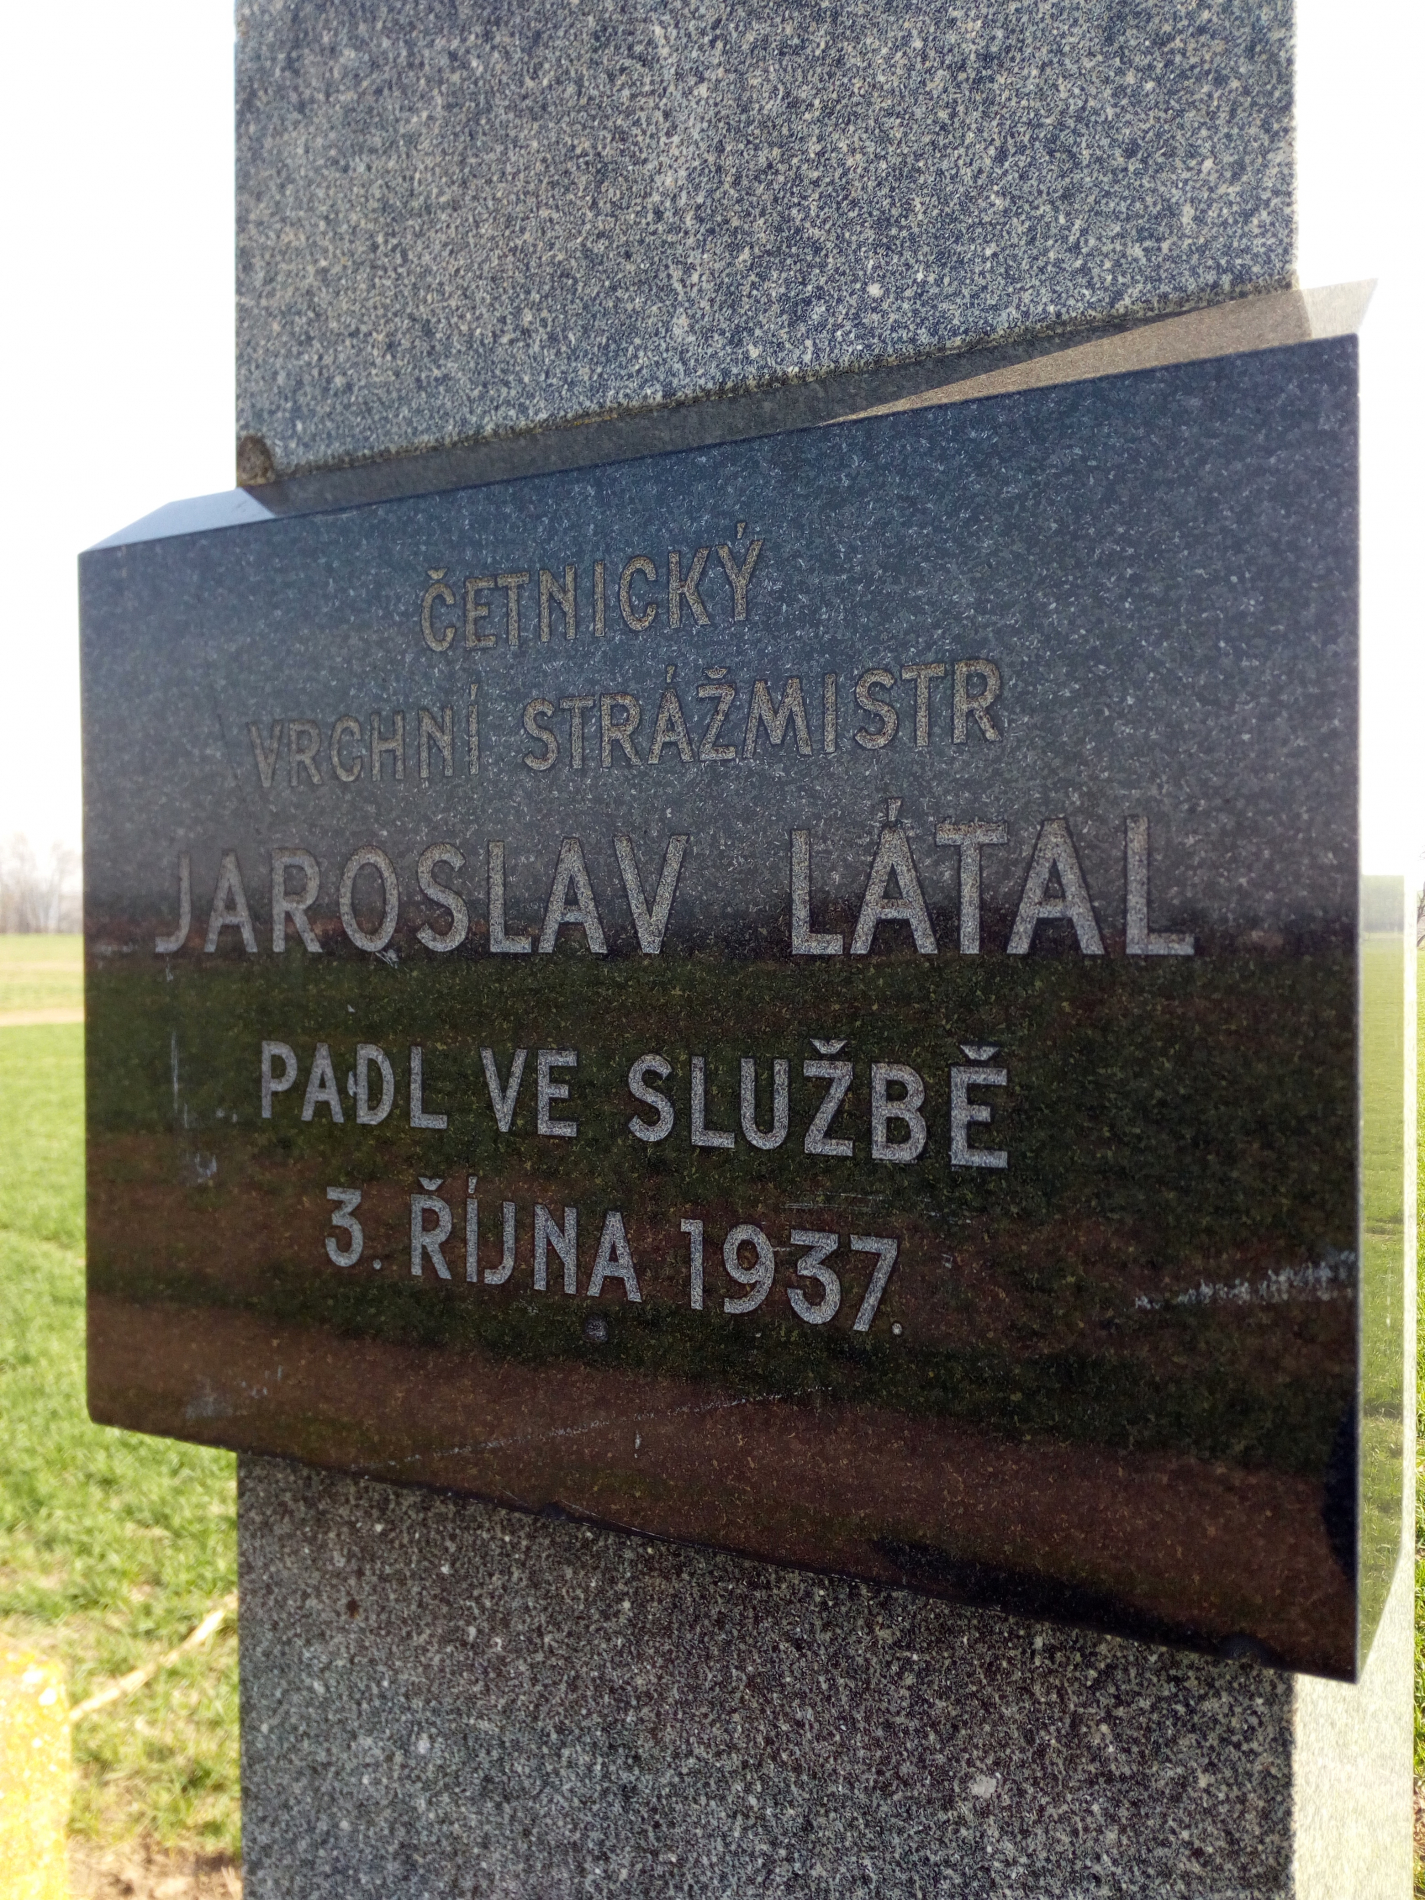 ČETNICKÝ
VRCHNÍ STRÁŽMISTR
JAROSLAV LÁTAL
PADL VE SLUŽBĚ
3. ŘÍJNA 1937.